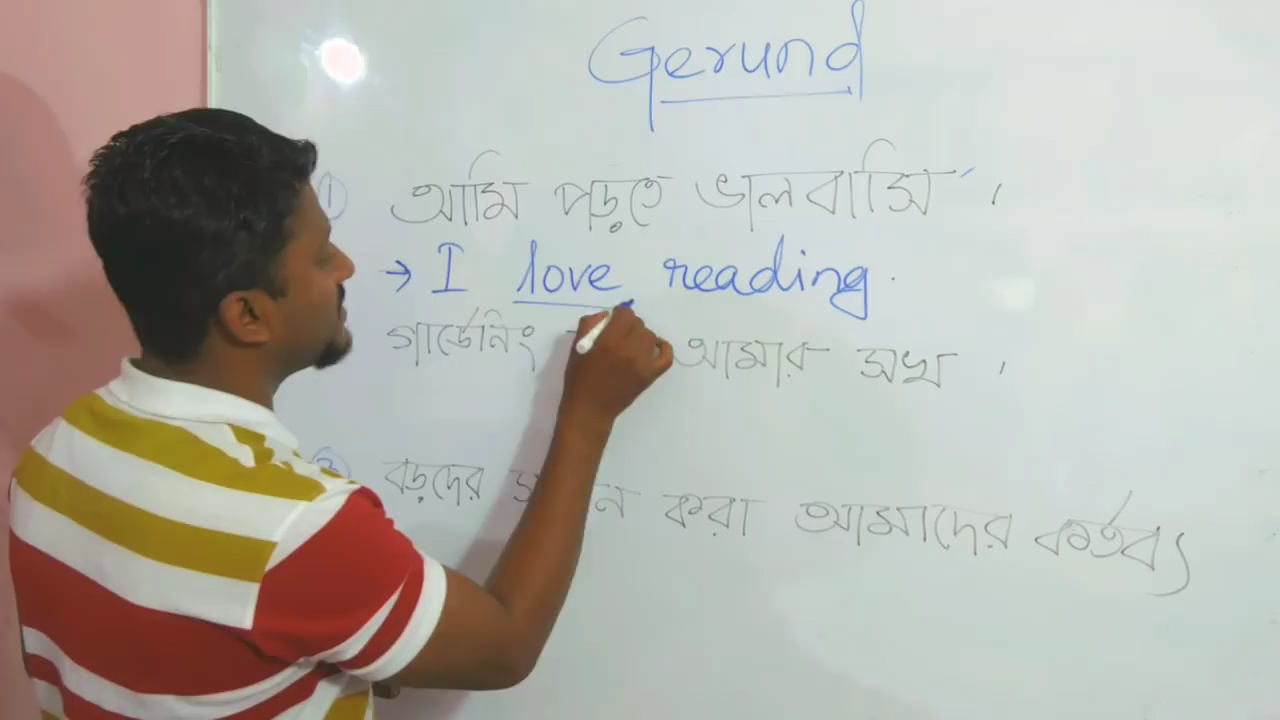 Gerund
① আমি পড়তে ভালবাসি ।
→ I love reading.
গার্ডেনিং আমার সখ ।
বড়দের করা আমাদের কর্তব্য